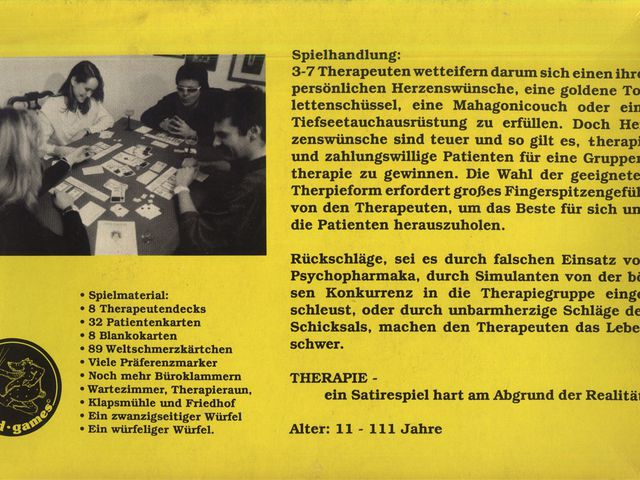 Spielhandlung:
3-7 Therapeuten wetteifern darum sich einen ihre
persönlichen Herzenswünsche, eine goldene To
lettenschüssel, eine Mahagonicouch oder ein
Tiefseetauchausrüstung zu erfüllen. Doch Her
zenswünsche sind teuer und so gilt es, therapie
und zahlungswillige Patienten für eine Gruppen
therapie zu gewinnen. Die Wahl der geeignete
Therpieform erfordert großes Fingerspitzengefüh
von den Therapeuten, um das Beste für sich un
die Patienten herauszuholen.
Rückschläge, sei es durch falschen Einsatz vo
Psychopharmaka, durch Simulanten von der bö
sen Konkurrenz in die Therapiegruppe einge
schleust, oder durch unbarmherzige Schläge de
Schicksals, machen den Therapeuten das Lebe
schwer.
THERAPIE -
ein Satirespiel hart am Abgrund der Realität
Alter: 11 - 111 Jahre
• Spielmaterial:
• 8 Therapeutendecks
• 32 Patientenkarten
• 8 Blankokarten
• 89 Weltschmerzkärtchen
• Viele Präferenzmarker
• Noch mehr Büroklammern
• Wartezimmer, Therapieraun,
• Klapsmühle und Friedhof
• Ein zwanzigseitiger Würfel
• Ein würfeliger Würfel.
d·games